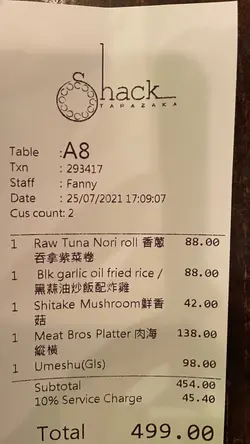 Shack
TAPAZAKA
Table :A8
Txn :293417
Staff :Fanny
Date :25/07/2021 17:09:07
Cus count: 2
1 Raw Tuna Nori roll 香蔥 88.00
吞拿紫菜卷
1 Blk garlic oil fried rice / 88.00
黑蒜油炒飯配炸雞
1 Shitake Mushroom鮮香 42.00
菇
1 Meat Bros Platter 肉海 138.00
縱橫
1 Umeshu(Gls) 98.00
Subtotal 454.00
10% Service Charge 45.40
Total 499.00